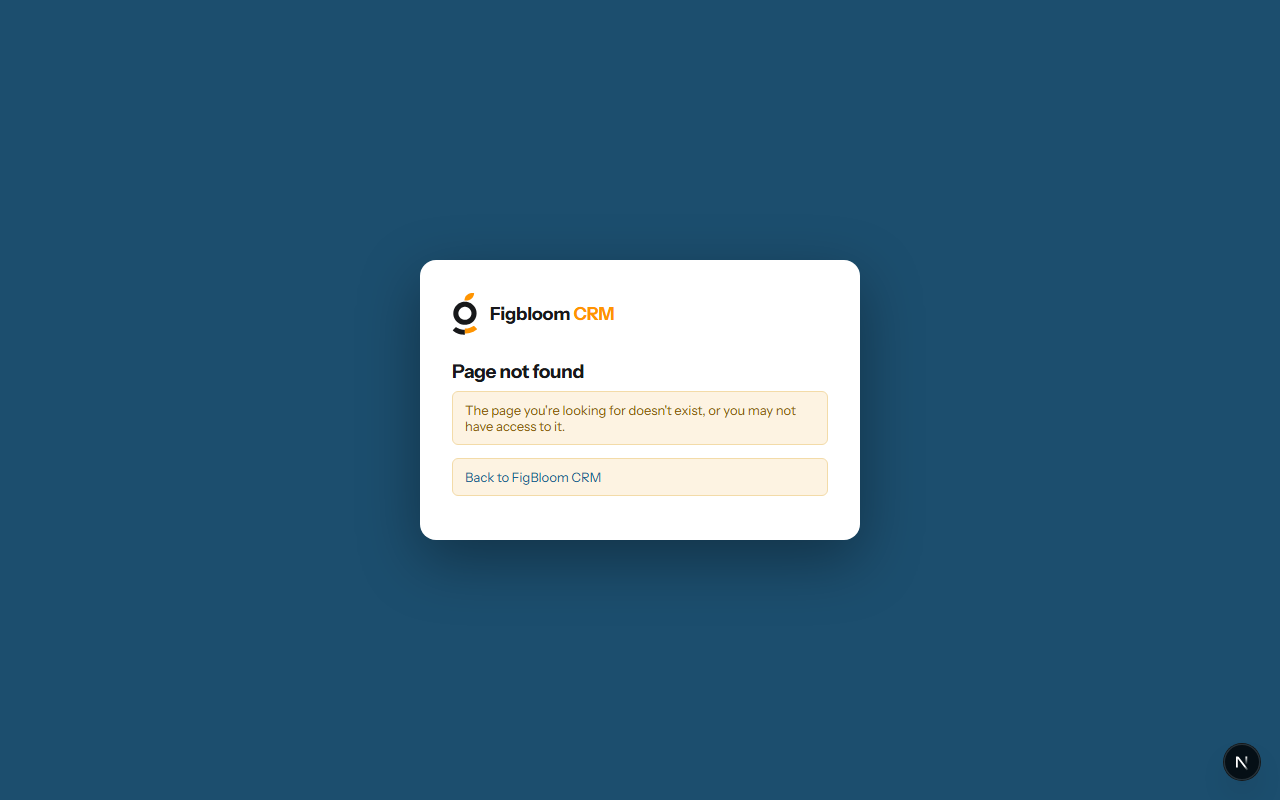 Figbloom CRM
Page not found
The page you're looking for doesn't exist, or you may not
have access to it.
Back to FigBloom CRM
N